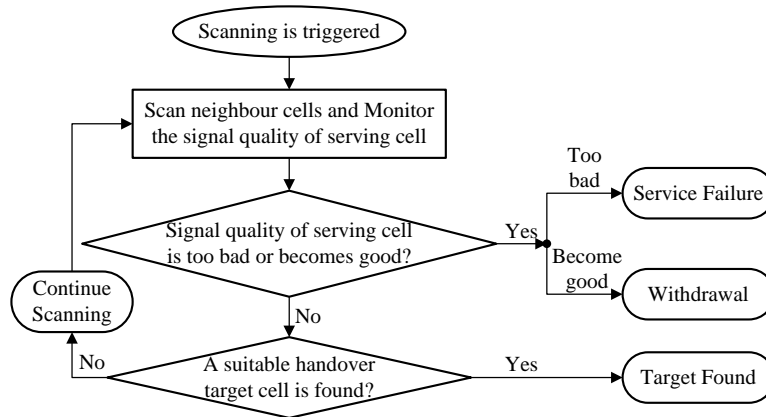 Scanning is triggered
Scan neighbour cells and Monitor
the signal quality of serving cell
Too
bad
Service Failure
Signal quality of serving cell
is too bad or becomes good?
Yes
Become
good
Withdrawal
Continue
Scanning
No
A suitable handover
target cell is found?
No
Yes
Target Found